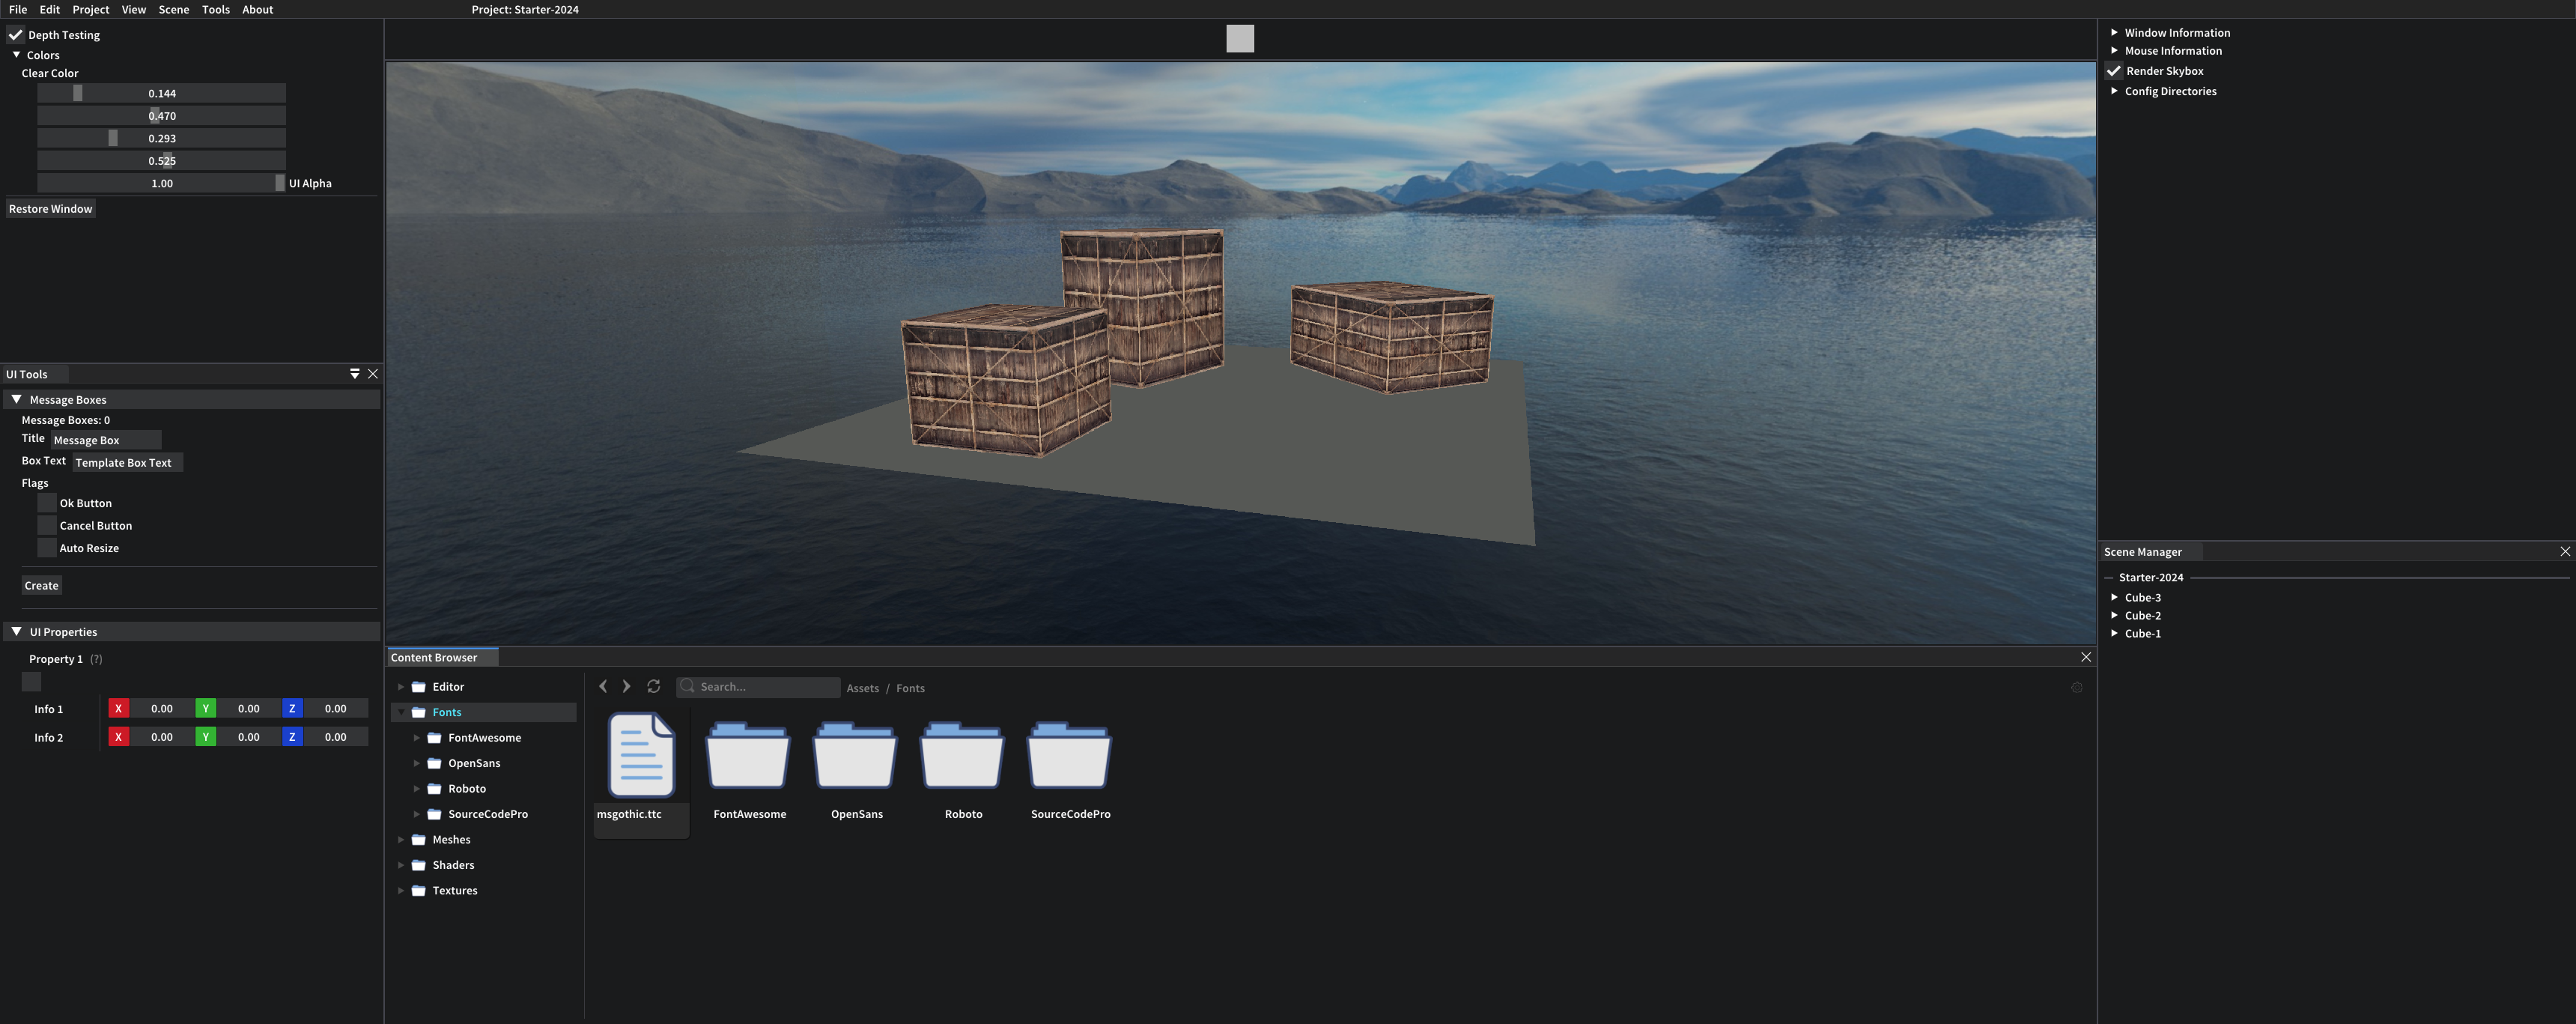 File Edit Project View Scene Tools About Project: Starter-2024
Depth Testing
Colors
Clear Color
0.144
0.470
0.293
0.525
1.00 UI Alpha
Restore Window
UI Tools
Message Boxes
Message Boxes: 0
Title Message Box
Box Text Template Box Text
Flags
Ok Button
Cancel Button
Auto Resize
Create
UI Properties
Property 1 (?)
Info 1 X 0.00 Y 0.00 Z 0.00
Info 2 X 0.00 Y 0.00 Z 0.00
Content Browser
Editor
Fonts
FontAwesome
OpenSans
Roboto
SourceCodePro
Meshes
Shaders
Textures
Search... Assets / Fonts
msgothic.ttc FontAwesome OpenSans Roboto SourceCodePro
Window Information
Mouse Information
Render Skybox
Config Directories
Scene Manager
Starter-2024
Cube-3
Cube-2
Cube-1